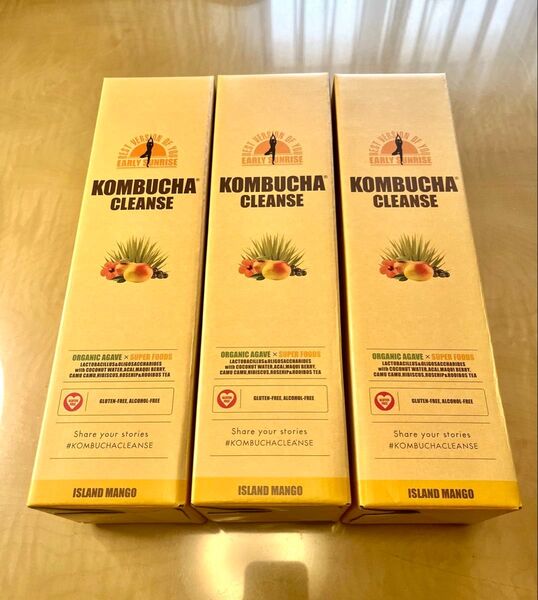 BEST VERSION OF YOU
EARLY SUNRISE
KOMBUCHA®
CLEANSE
ORGANIC AGAVE × SUPER FOODS
LACTOBACILLUS&OLIGOSACCHARIDES
with COCONUT WATER,ACAI,MAQUI BERRY,
CAMU CAMU,HIBISCUS,ROSEHIP&ROOIBOS TEA
GLUTEN-FREE, ALCOHOL-FREE
Share your stories
#KOMBUCHACLEANSE
ISLAND MANGO
BEST VERSION OF YOU
EARLY SUNRISE
KOMBUCHA®
CLEANSE
ORGANIC AGAVE × SUPER FOODS
LACTOBACILLUS&OLIGOSACCHARIDES
with COCONUT WATER,ACAI,MAQUI BERRY,
CAMU CAMU,HIBISCUS,ROSEHIP&ROOIBOS TEA
GLUTEN-FREE, ALCOHOL-FREE
Share your stories
#KOMBUCHACLEANSE
ISLAND MANGO
BEST VERSION OF YOU
EARLY SUNRISE
KOMBUCHA®
CLEANSE
ORGANIC AGAVE × SUPER FOODS
LACTOBACILLUS&OLIGOSACCHARIDES
with COCONUT WATER,ACAI,MAQUI BERRY,
CAMU CAMU,HIBISCUS,ROSEHIP&ROOIBOS TEA
GLUTEN-FREE, ALCOHOL-FREE
Share your stories
#KOMBUCHACLEANSE
ISLAND MANGO